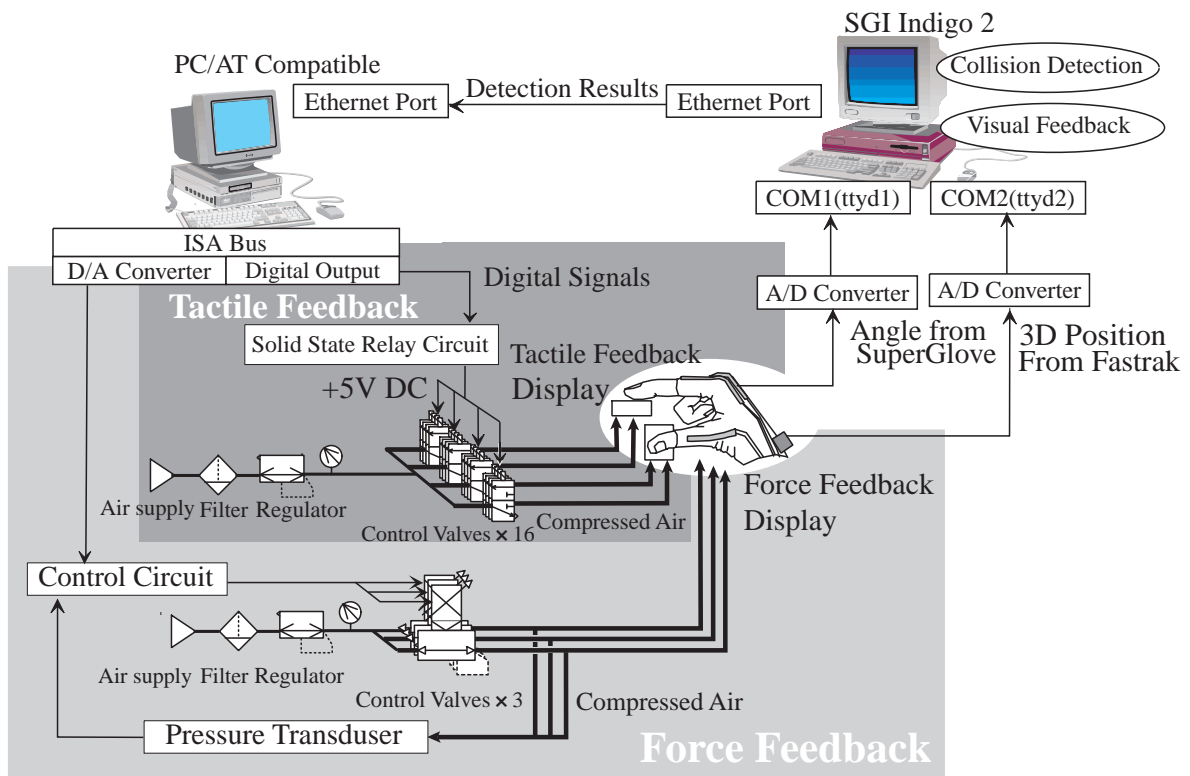 SGI Indigo 2
PC/AT Compatible
Collision Detection
Ethernet Port
Detection Results
Ethernet Port
Visual Feedback
COM1(ttyd1)
COM2(ttyd2)
ISA Bus
D/A Converter
Digital Output
Digital Signals
A/D Converter
A/D Converter
Tactile Feedback
Solid State Relay Circuit
Angle from
SuperGlove
3D Position
From Fastrak
Tactile Feedback
Display
+5V DC
Force Feedback
Display
Air supply
Filter
Regulator
Control Valves × 16
Compressed Air
Control Circuit
Air supply
Filter
Regulator
Control Valves × 3
Compressed Air
Pressure Transduser
Force Feedback